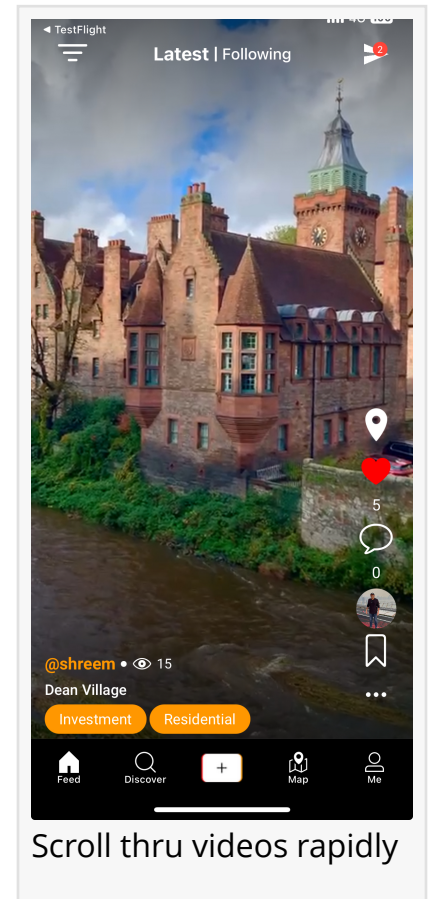 ◀ TestFlight
Latest | Following
2
5
0
@shreem • 15
Dean Village
Investment Residential
Feed Discover + Map Me
Scroll thru videos rapidly